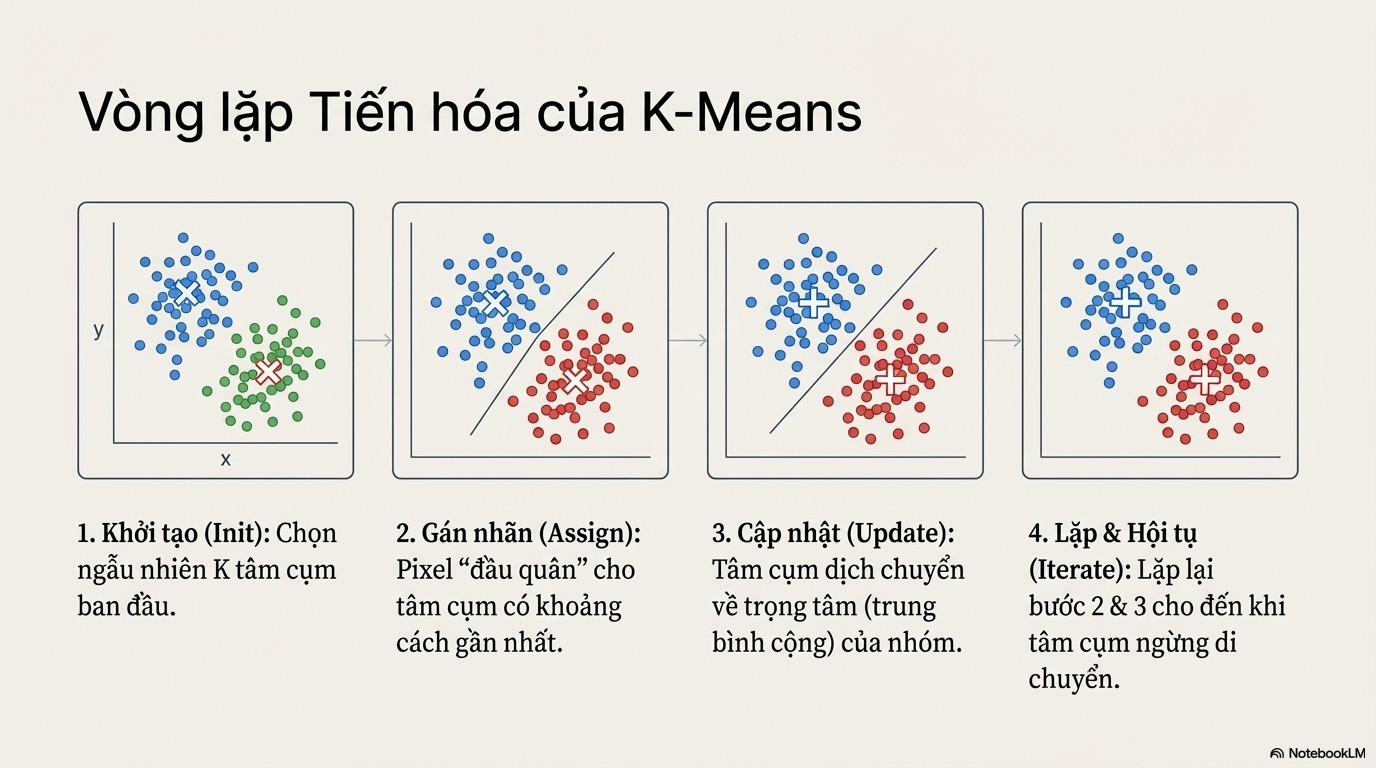 Vòng lặp Tiến hóa của K-Means
y
x
1. Khởi tạo (Init): Chọn
ngẫu nhiên K tâm cụm
ban đầu.
2. Gán nhãn (Assign):
Pixel “đầu quân” cho
tâm cụm có khoảng
cách gần nhất.
3. Cập nhật (Update):
Tâm cụm dịch chuyển
về trọng tâm (trung
bình cộng) của nhóm.
4. Lặp & Hội tụ
(Iterate): Lặp lại
bước 2 & 3 cho đến khi
tâm cụm ngừng di
chuyển.
NotebookLM